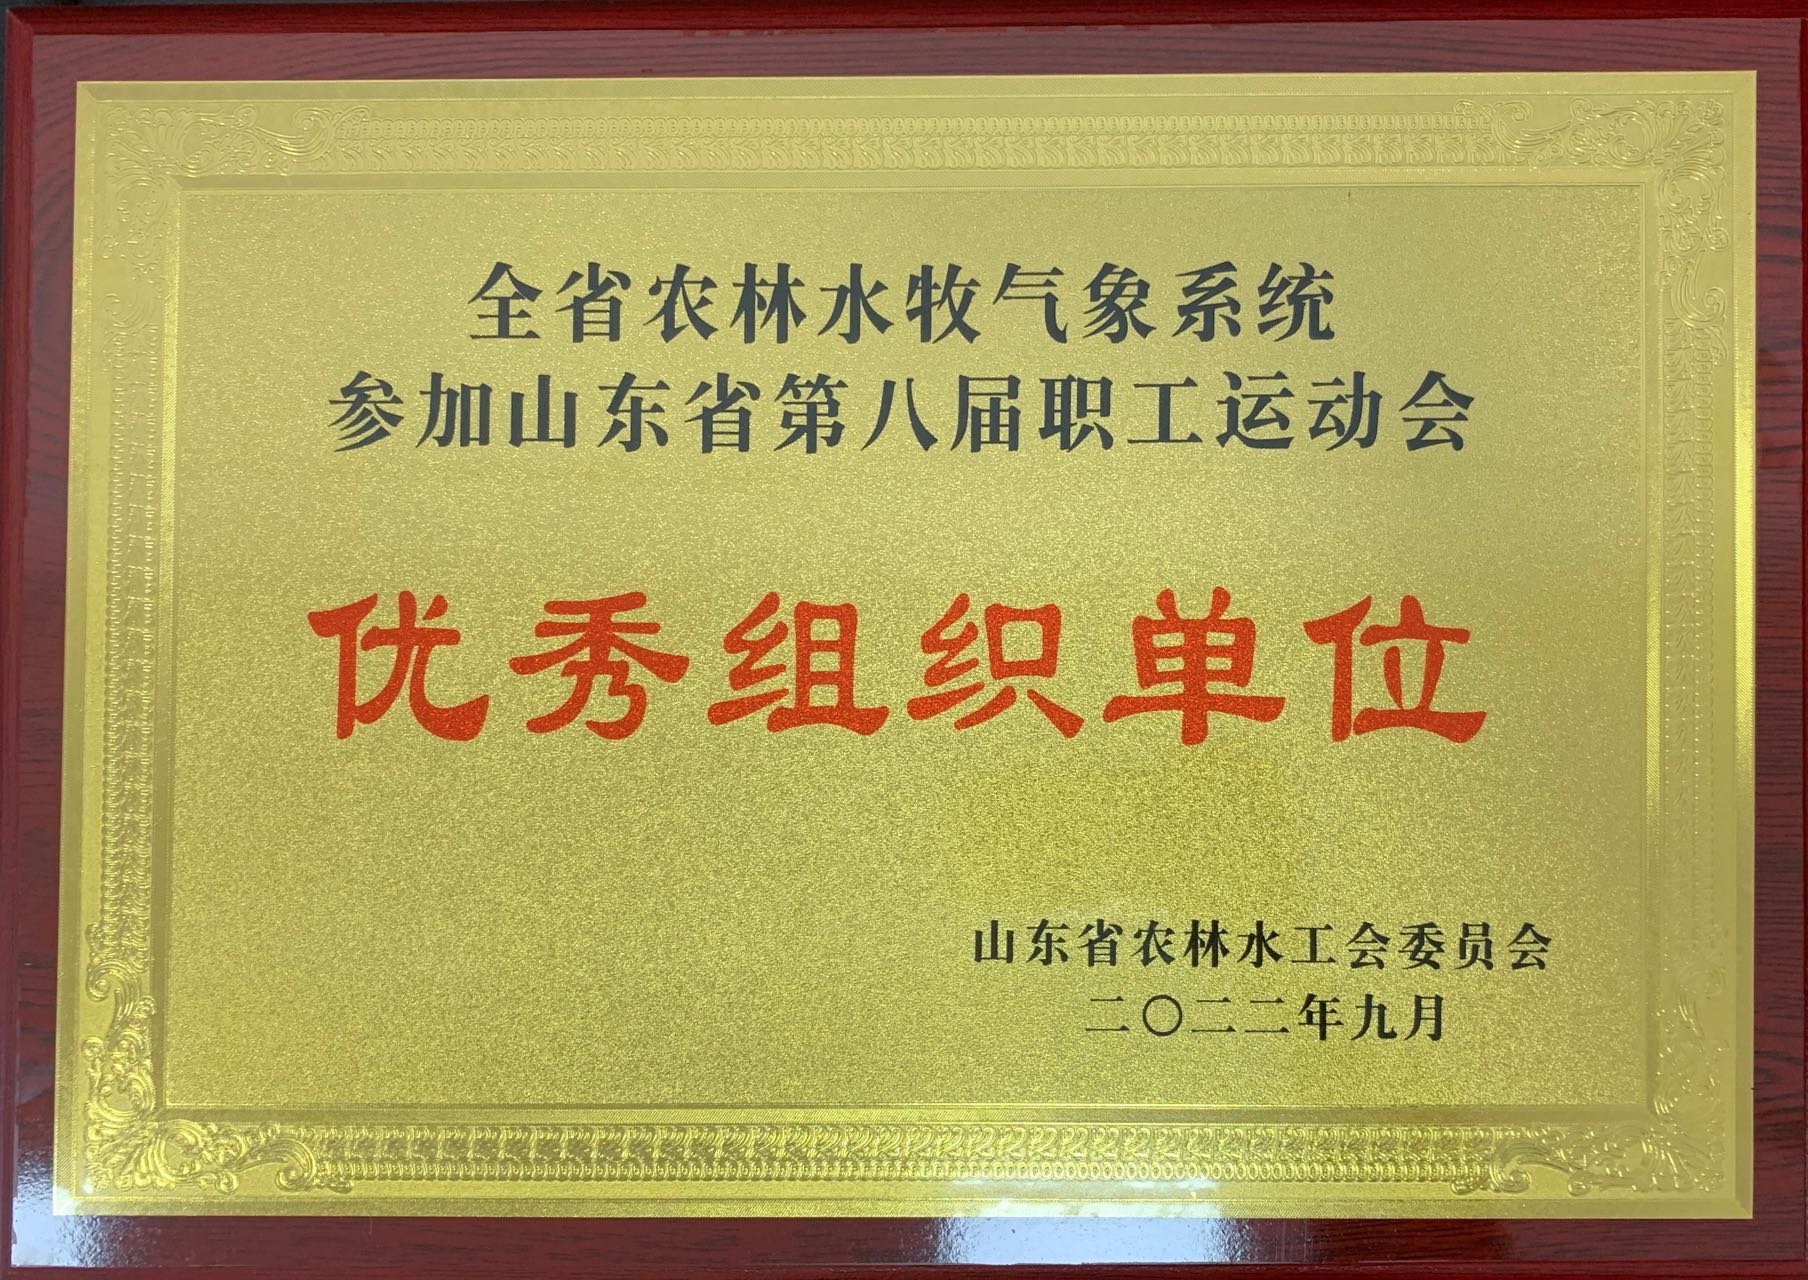 全省农林水牧气象系统
参加山东省第八届职工运动会
优秀组织单位
山东省农林水工会委员会
二〇二二年九月